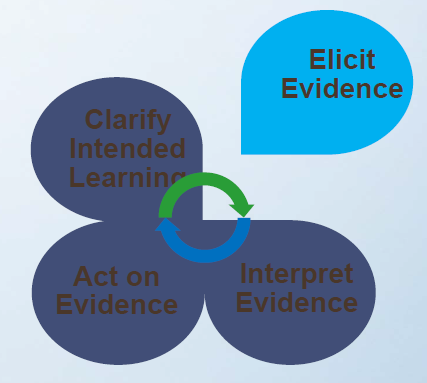 Elicit
Evidence
Clarify
Intended
Learning
Act on
Evidence
Interpret
Evidence